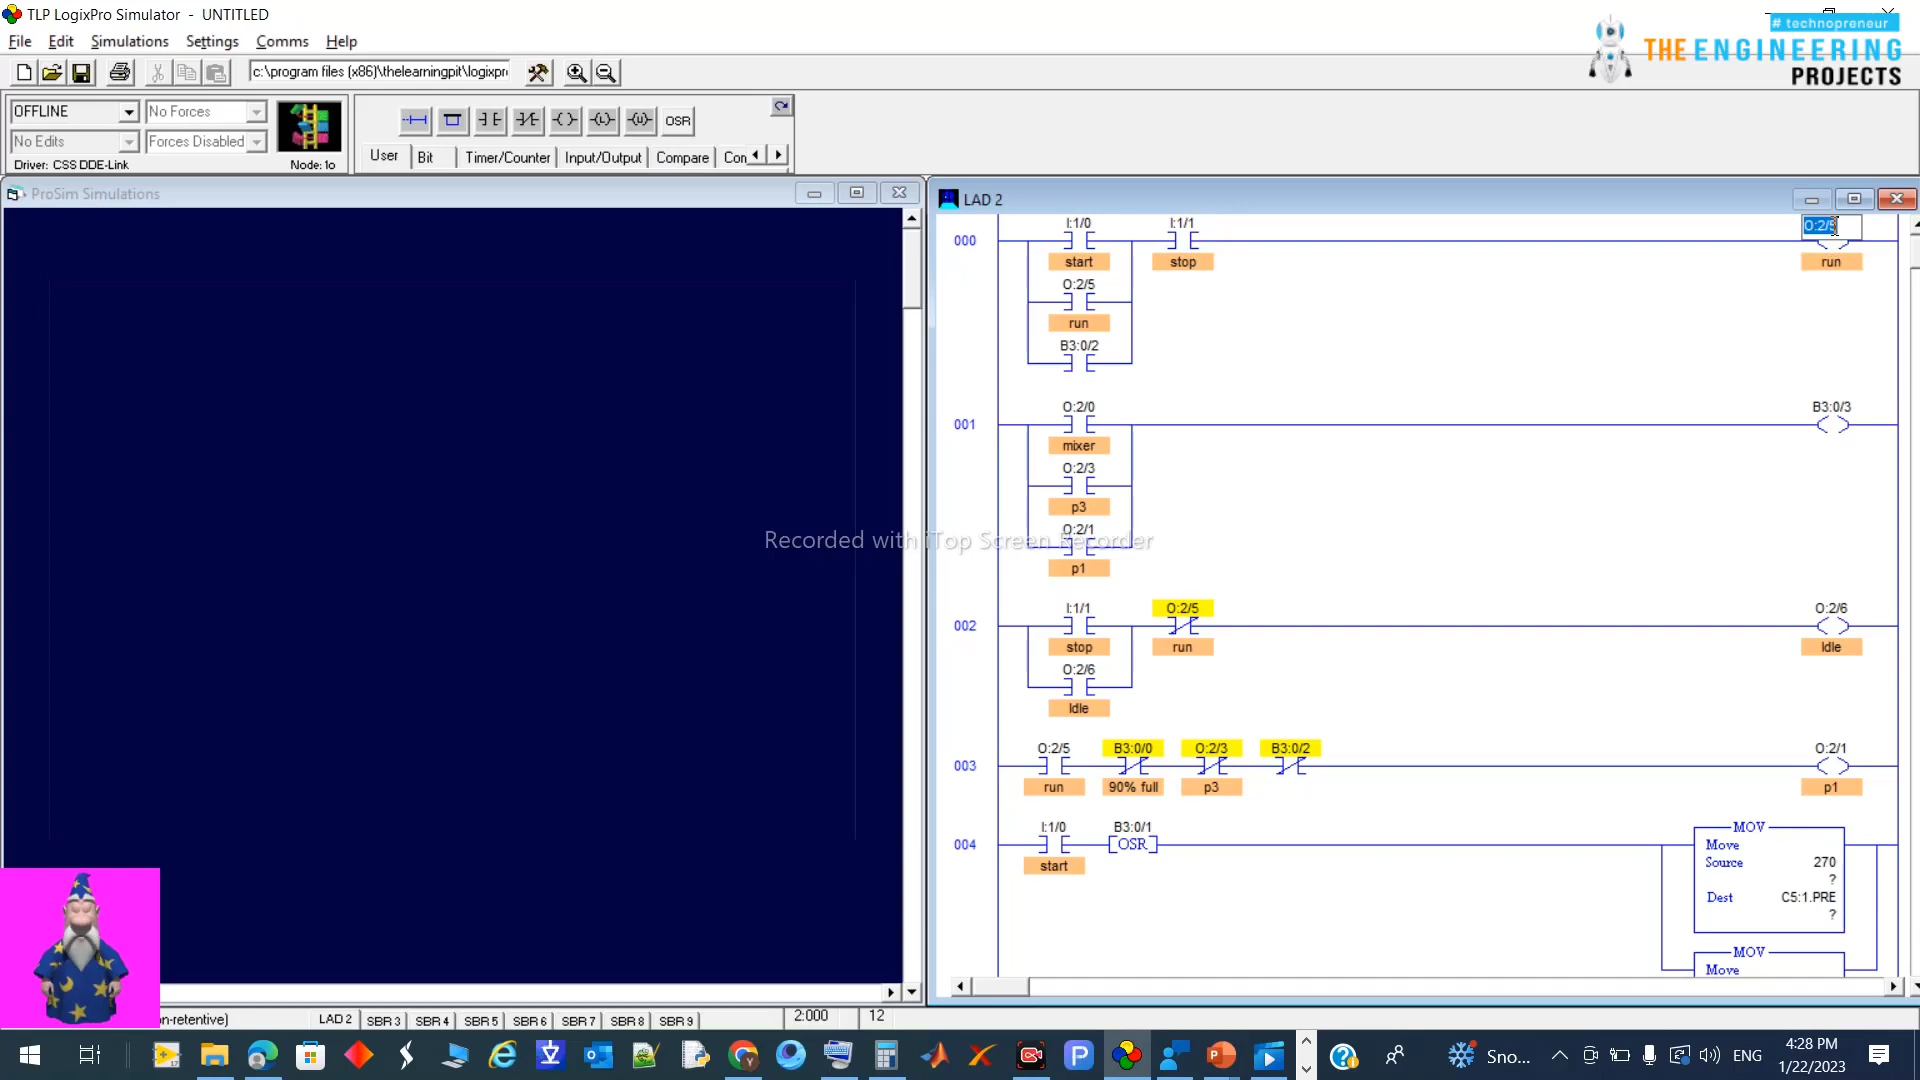 TLP LogixPro Simulator - UNTITLED
# technopreneur
THE ENGINEERING
PROJECTS
File Edit Simulations Settings Comms Help
c:\program files (x86)\thelearningpit\logixpr
OFFLINE
No Forces
No Edits
Forces Disabled
Driver: CSS DDE-Link
Node: 1o
OSR
User Bit Timer/Counter Input/Output Compare Con
ProSim Simulations
LAD 2
000
I:1/0
start
I:1/1
stop
O:2/5
run
O:2/5
run
B3:0/2
001
O:2/0
mixer
B3:0/3
O:2/3
p3
O:2/1
p1
Recorded with iTop Screen Recorder
002
I:1/1
stop
O:2/5
run
O:2/6
Idle
O:2/6
Idle
003
O:2/5
run
B3:0/0
90% full
O:2/3
p3
B3:0/2
O:2/1
p1
004
I:1/0
start
B3:0/1
OSR
MOV
Move
Source 270
?
Dest C5:1.PRE
?
MOV
Move
on-retentive)
LAD 2 SBR 3 SBR 4 SBR 5 SBR 6 SBR 7 SBR 8 SBR 9
2:000 12
Sno...
ENG
4:28 PM
1/22/2023